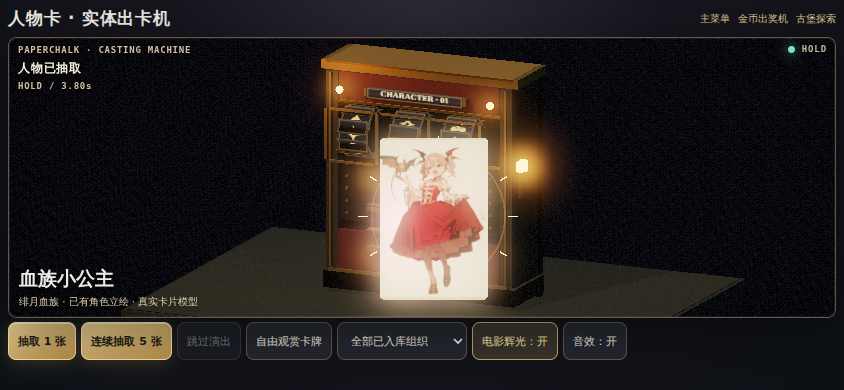 人物卡 · 实体出卡机
主菜单 金币出奖机 古堡探索
PAPERCHALK · CASTING MACHINE
HOLD
人物已抽取
HOLD / 3.80s
CHARACTER · 01
血族小公主
绯月血族 · 已有角色立绘 · 真实卡片模型
抽取 1 张 连续抽取 5 张 跳过演出 自由观赏卡牌 全部已入库组织 电影辉光：开 音效：开